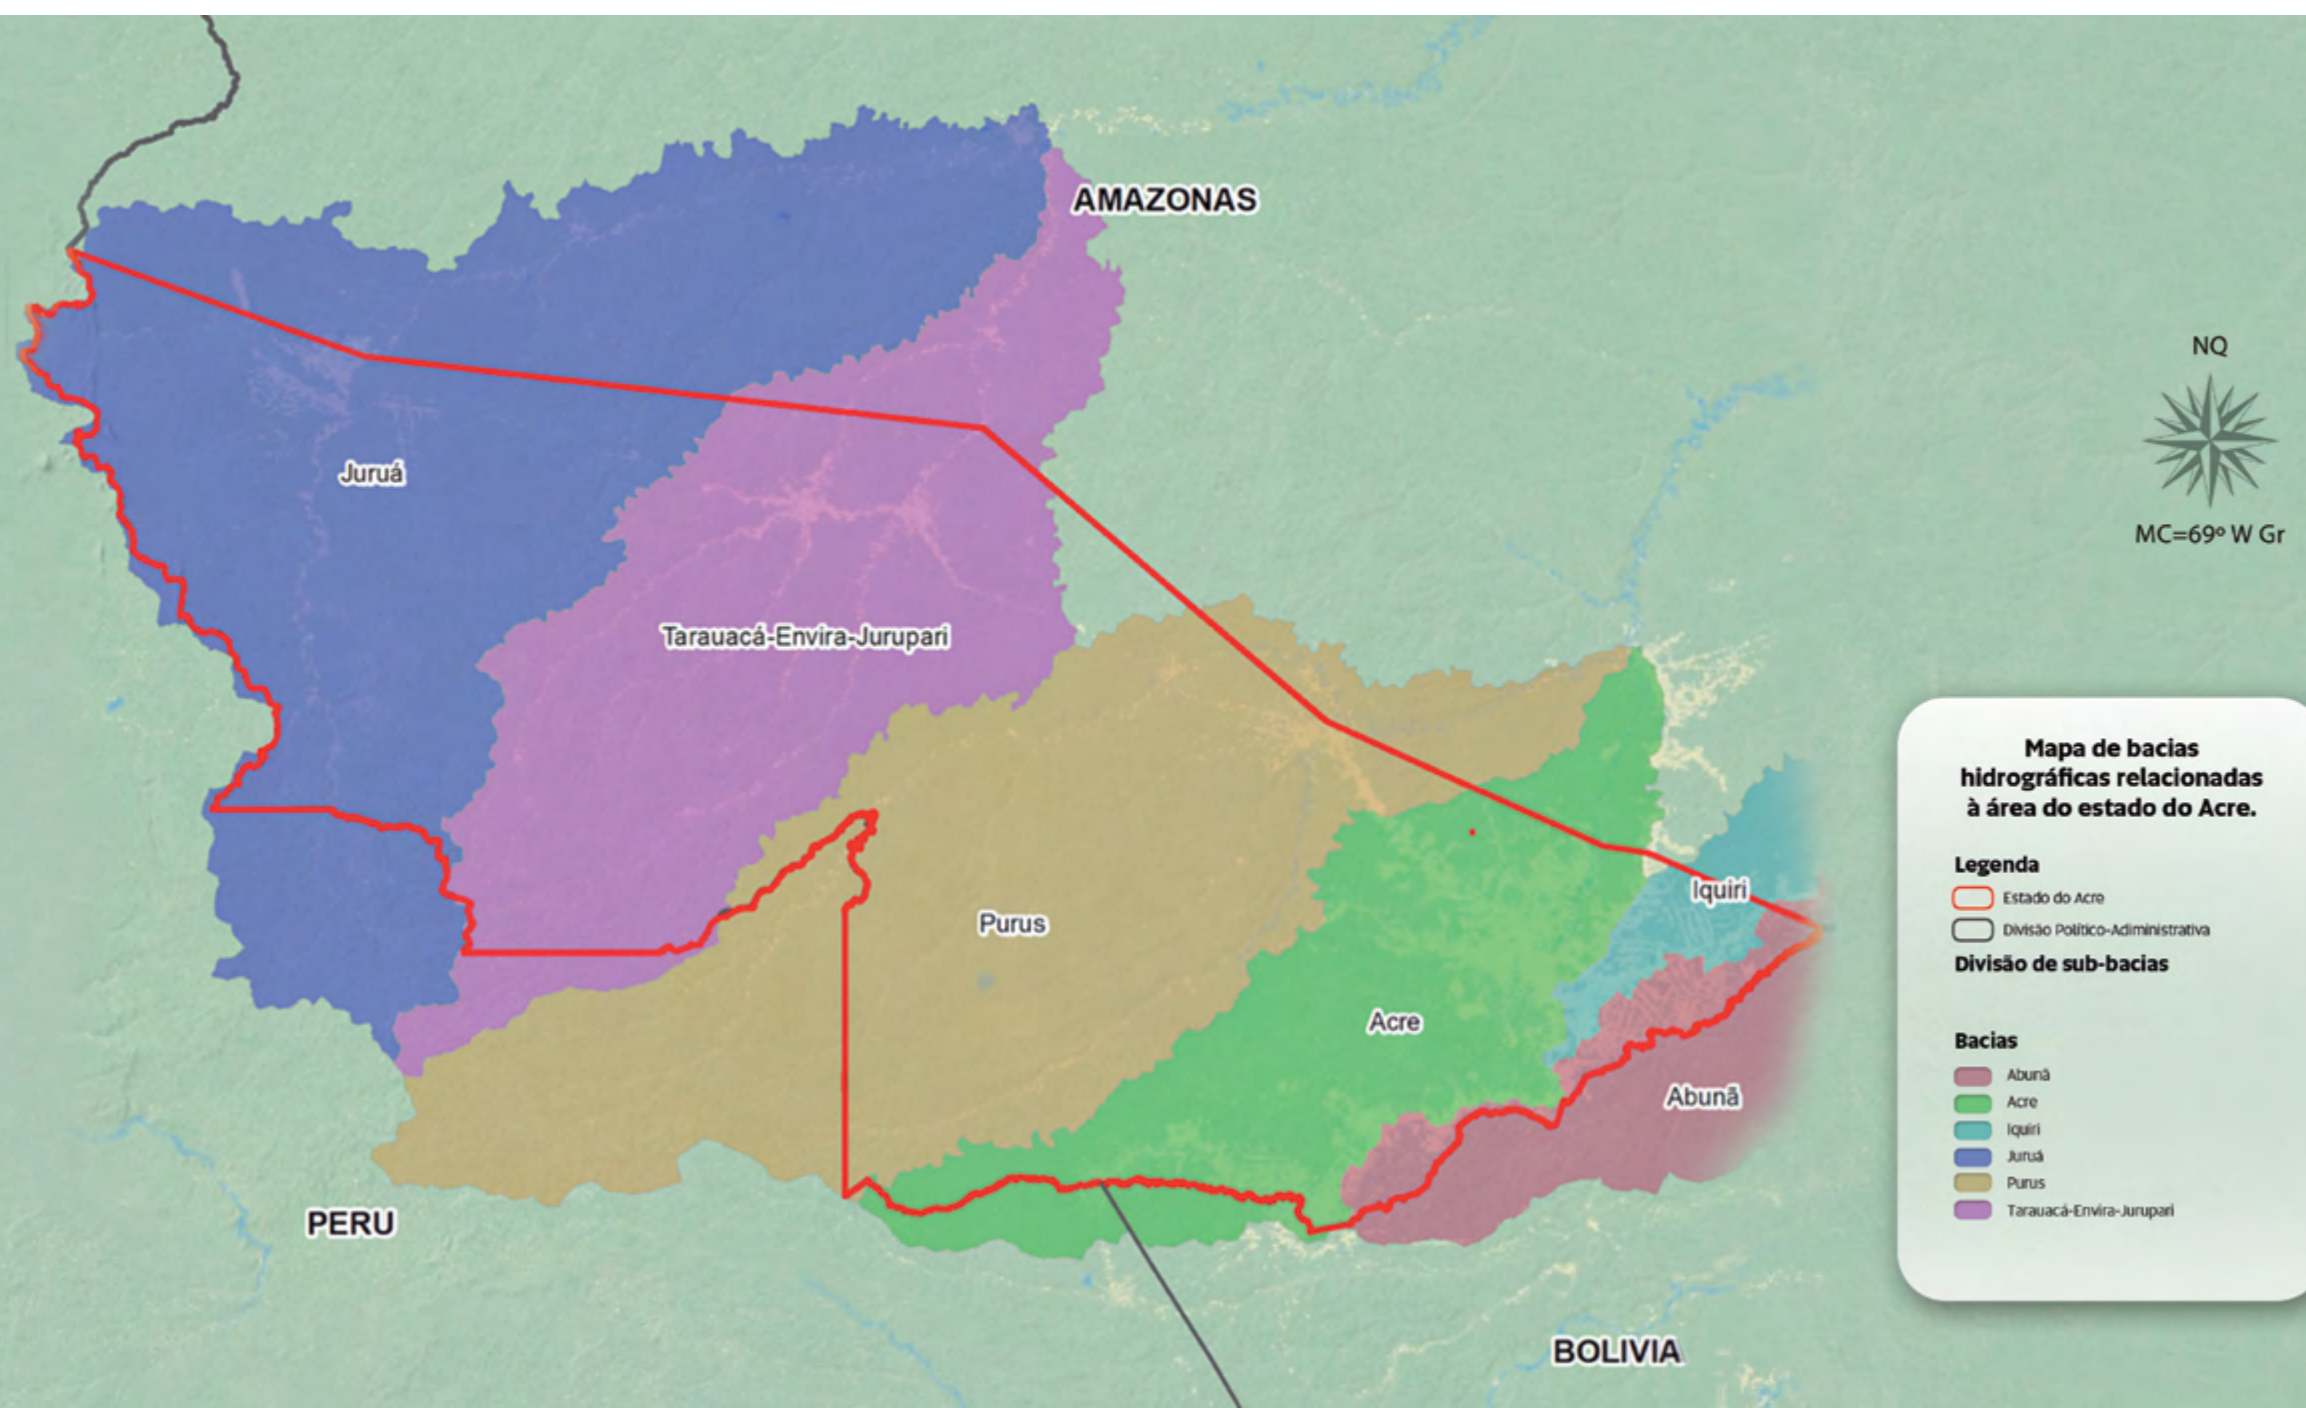 AMAZONAS
NQ
MC=69º W Gr
Juruá
Tarauacá-Envira-Jurupari
Purus
Iquiri
Acre
Abunã
PERU
BOLIVIA
Mapa de bacias
hidrográficas relacionadas
à área do estado do Acre.
Legenda
Estado do Acre
Divisão Político-Adiministrativa
Divisão de sub-bacias
Bacias
Abunã
Acre
Iquiri
Juruá
Purus
Tarauacá-Envira-Jurupari